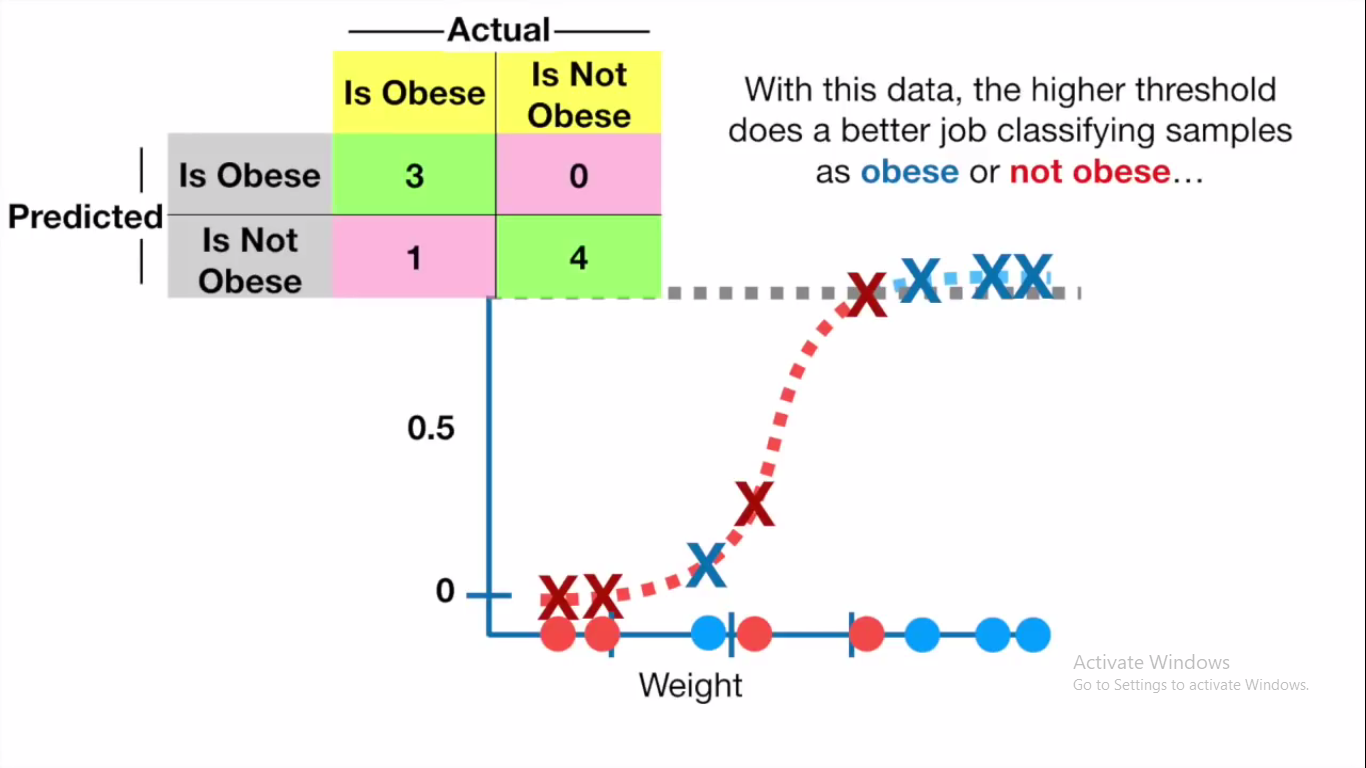 Actual
Is Obese
Is Not
Obese
Predicted
Is Obese
3
0
Is Not
Obese
1
4
With this data, the higher threshold
does a better job classifying samples
as obese or not obese…
X
X
X
X
X
X
X
X
0.5
0
Weight
Activate Windows
Go to Settings to activate Windows.